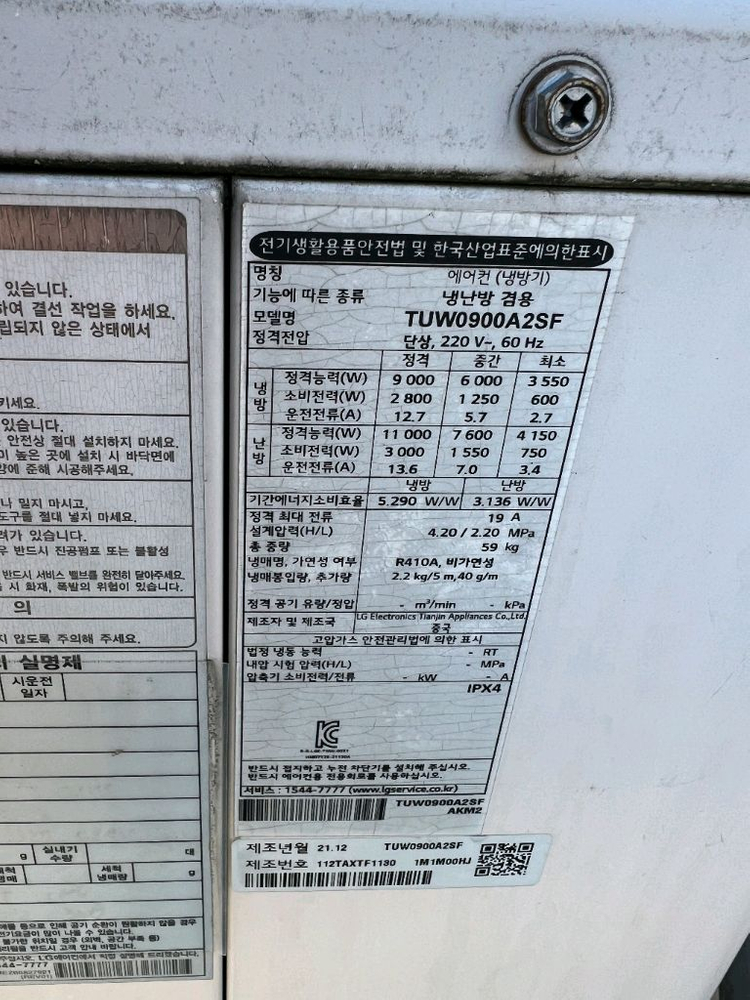 전기생활용품안전법 및 한국산업표준에의한표시
명칭 에어컨 (냉방기)
기능에 따른 종류 냉난방 겸용
모델명 TUW0900A2SF
정격전압 단상, 220 V~, 60 Hz
정격 중간 최소
냉방
정격능력(W) 9 000 6 000 3 550
소비전력(W) 2 800 1 250 600
운전전류(A) 12.7 5.7 2.7
난방
정격능력(W) 11 000 7 600 4 150
소비전력(W) 3 000 1 550 750
운전전류(A) 13.6 7.0 3.4
냉방 난방
기간에너지소비효율 5.290 W/W 3.136 W/W
정격 최대 전류 19 A
설계압력(H/L) 4.20 / 2.20 MPa
총 중량 59 kg
냉매명, 가연성 여부 R410A, 비가연성
냉매봉입량, 추가량 2.2 kg/5 m,40 g/m
정격 공기 유량/정압 - m³/min - kPa
제조자 및 제조국 LG Electronics Tianjin Appliances Co.,Ltd.
중국
고압가스 안전관리법에 의한 표시
법정 냉동 능력 - RT
내압 시험 압력(H/L) - MPa
압축기 소비전력/전류 - kW - A
IPX4
반드시 접지하고 누전 차단기를 설치해 주십시오.
반드시 에어컨용 전용회로를 사용하십시오.
서비스 : 1544-7777 (www.lgservice.co.kr)
TUW0900A2SF
AKM2
제조년월 21.12 TUW0900A2SF
제조번호 112TAXTF1130 1M1M00HJ
있습니다.
하여 결선 작업을 하세요.
립되지 않은 상태에서
키세요.
있습니다.
안전상 절대 설치하지 마세요.
이 높은 곳에 설치 시 바닥면에
양에 준해 시공해주세요.
나 밀지 마시고,
도구를 절대 넣지 마세요.
려가 있습니다.
우 반드시 진공펌프 또는 불활성
반드시 서비스 밸브를 완전히 닫아주세요.
시 화재, 폭발의 위험이 있습니다.
의
지 않도록 주의해 주세요.
실명제
시운전
일자
g 실내기 수량 대
세척 냉매량 g
544-7777